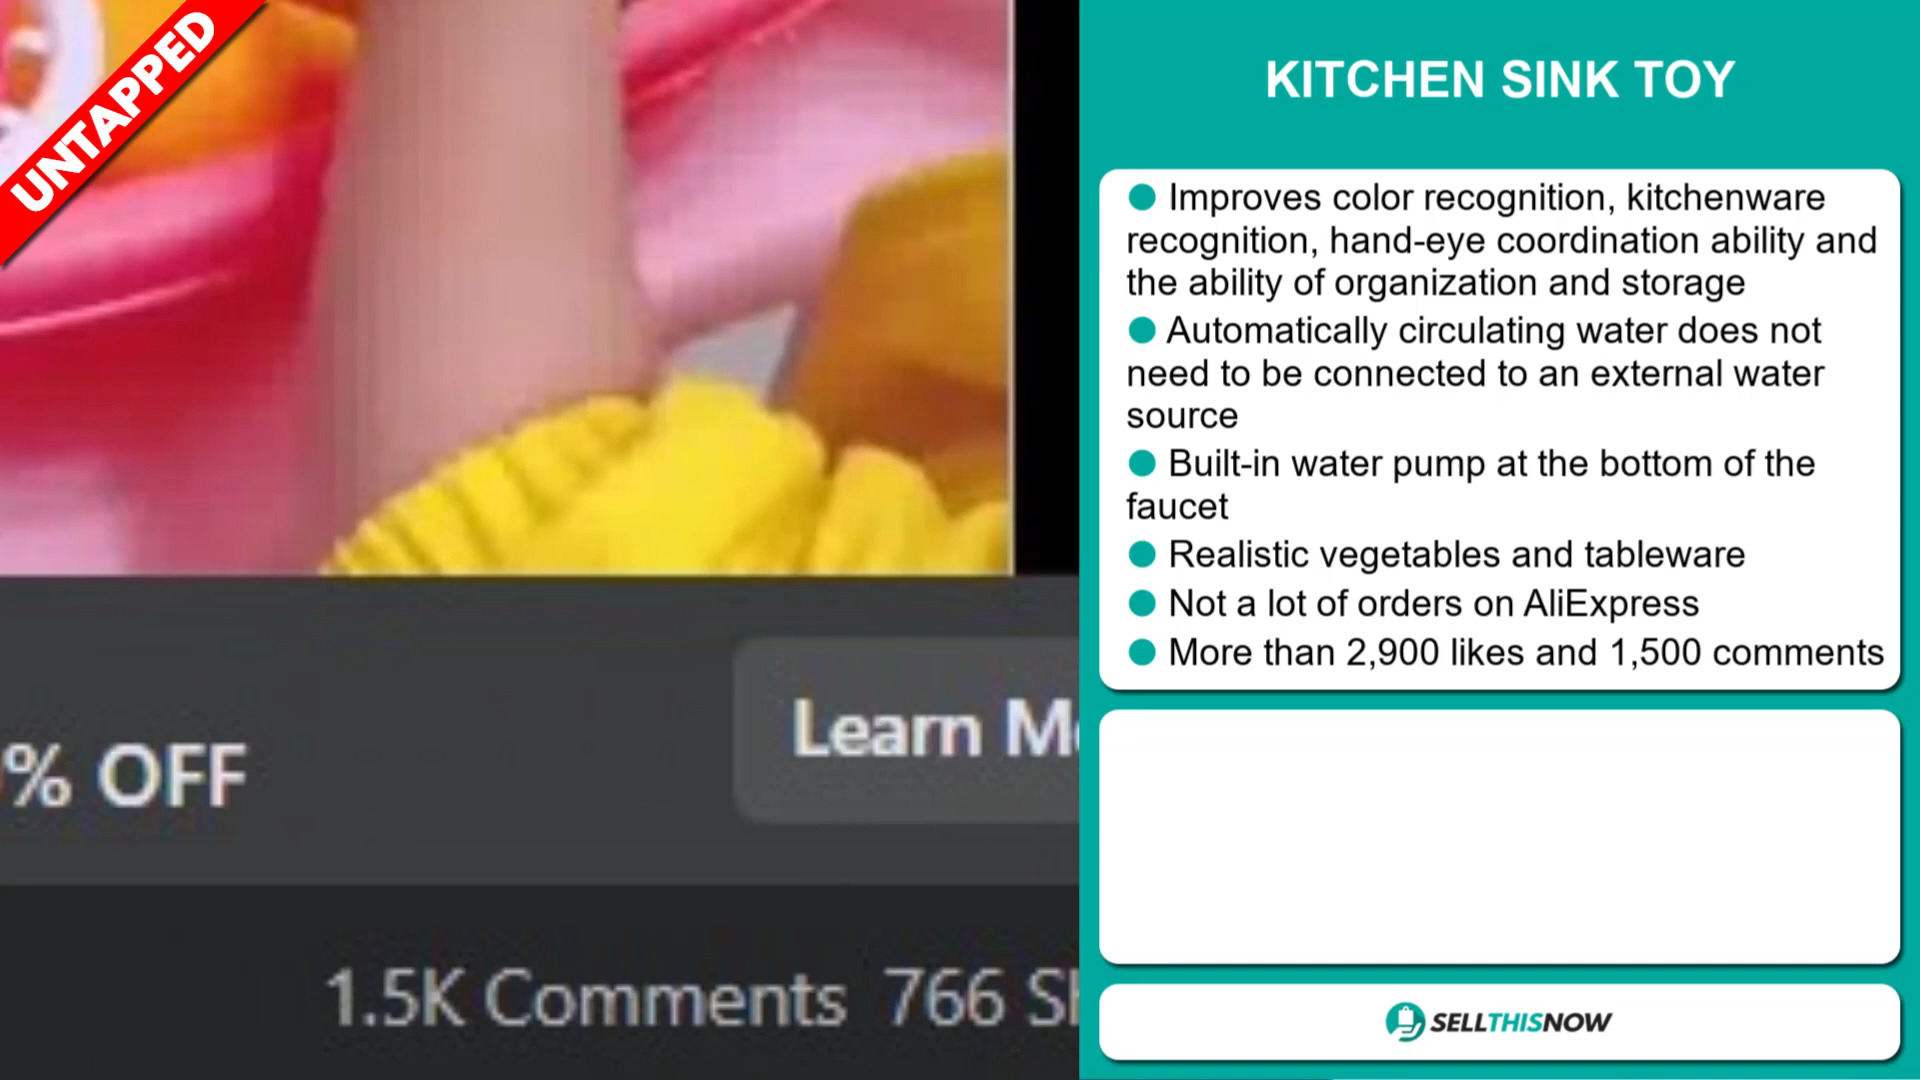 UNTAPPED
% OFF
Learn
1.5K Comments 766
KITCHEN SINK TOY
● Improves color recognition, kitchenware
recognition, hand-eye coordination ability and
the ability of organization and storage
● Automatically circulating water does not
need to be connected to an external water
source
● Built-in water pump at the bottom of the
faucet
● Realistic vegetables and tableware
● Not a lot of orders on AliExpress
● More than 2,900 likes and 1,500 comments
SELLTHISNOW